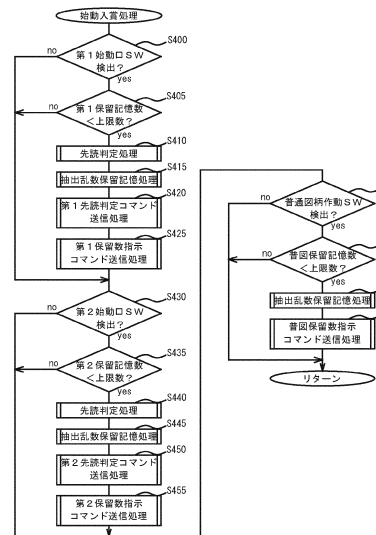 始動入賞処理
S400
第1始動口SW
検出?
no
yes
S405
第1保留記憶数
<上限数?
no
yes
S410
先読判定処理
S415
抽出乱数保留記憶処理
S420
第1先読判定コマンド
送信処理
S425
第1保留数指示
コマンド送信処理
S430
第2始動口SW
検出?
no
yes
S435
第2保留記憶数
<上限数?
no
yes
S440
先読判定処理
S445
抽出乱数保留記憶処理
S450
第2先読判定コマンド
送信処理
S455
第2保留数指示
コマンド送信処理
普通図柄作動SW
検出?
no
yes
普図保留記憶数
<上限数?
no
yes
抽出乱数保留記憶処理
普図保留数指示
コマンド送信処理
リターン